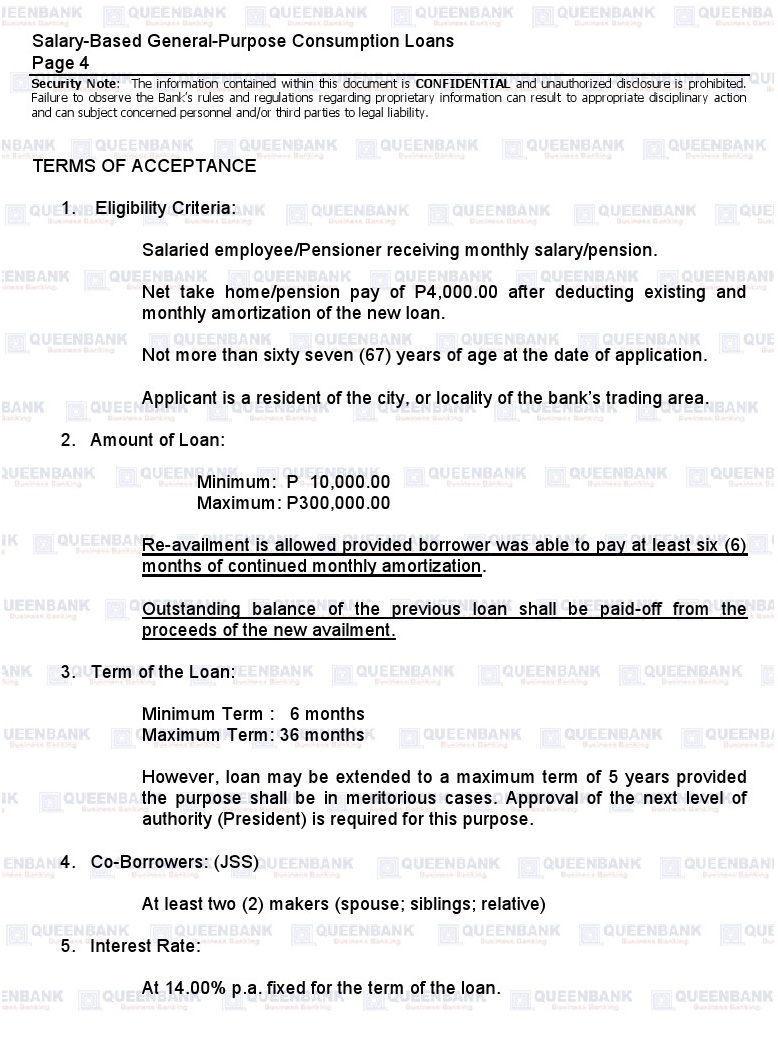 Salary-Based General-Purpose Consumption Loans
Page 4
Security Note: The information contained within this document is CONFIDENTIAL and unauthorized disclosure is prohibited.
Failure to observe the Bank's rules and regulations regarding proprietary information can result to appropriate disciplinary action
and can subject concerned personnel and/or third parties to legal liability.
TERMS OF ACCEPTANCE
1. Eligibility Criteria:
Salaried employee/Pensioner receiving monthly salary/pension.
Net take home/pension pay of P4,000.00 after deducting existing and
monthly amortization of the new loan.
Not more than sixty seven (67) years of age at the date of application.
Applicant is a resident of the city, or locality of the bank's trading area.
2. Amount of Loan:
Minimum: P 10,000.00
Maximum: P300,000.00
Re-availment is allowed provided borrower was able to pay at least six (6)
months of continued monthly amortization.
Outstanding balance of the previous loan shall be paid-off from the
proceeds of the new availment.
3. Term of the Loan:
Minimum Term : 6 months
Maximum Term: 36 months
However, loan may be extended to a maximum term of 5 years provided
the purpose shall be in meritorious cases. Approval of the next level of
authority (President) is required for this purpose.
4. Co-Borrowers: (JSS)
At least two (2) makers (spouse; siblings; relative)
5. Interest Rate:
At 14.00% p.a. fixed for the term of the loan.
QUEENBANK
Business Banking